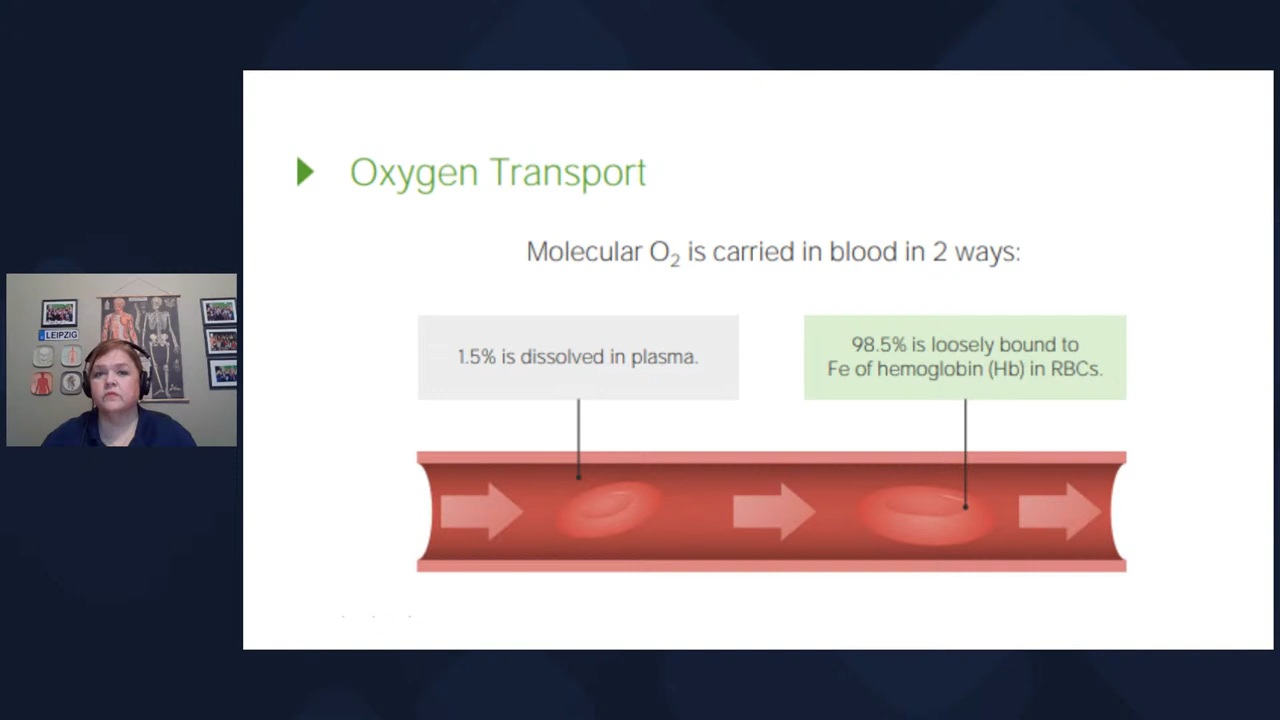 Oxygen Transport
Molecular O₂ is carried in blood in 2 ways:
1.5% is dissolved in plasma.
98.5% is loosely bound to
Fe of hemoglobin (Hb) in RBCs.
LEIPZIG